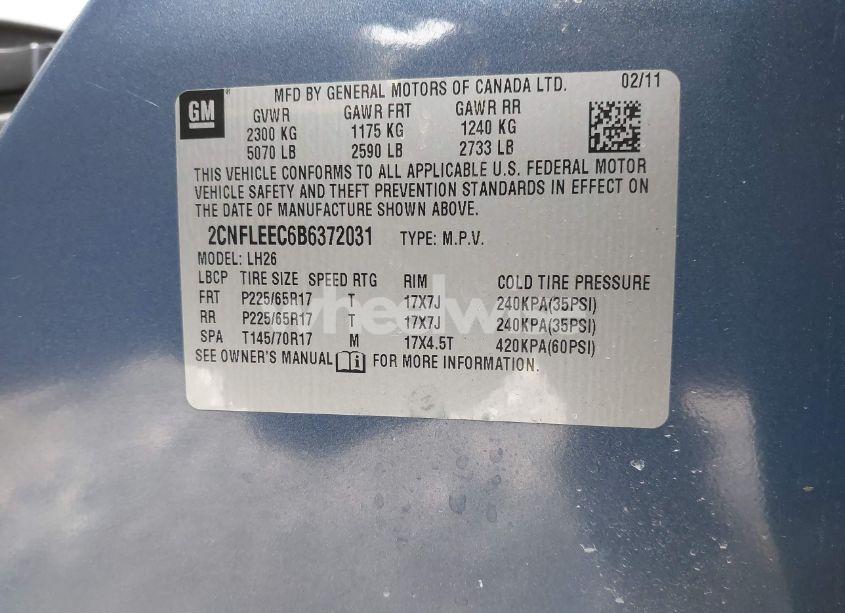 MFD BY GENERAL MOTORS OF CANADA LTD. 02/11
GM
GVWR GAWR FRT GAWR RR
2300 KG 1175 KG 1240 KG
5070 LB 2590 LB 2733 LB
THIS VEHICLE CONFORMS TO ALL APPLICABLE U.S. FEDERAL MOTOR
VEHICLE SAFETY AND THEFT PREVENTION STANDARDS IN EFFECT ON
THE DATE OF MANUFACTURE SHOWN ABOVE.
2CNFLEEC6B6372031 TYPE: M.P.V.
MODEL: LH26
LBCP TIRE SIZE SPEED RTG RIM COLD TIRE PRESSURE
FRT P225/65R17 T 17X7J 240KPA(35PSI)
RR P225/65R17 T 17X7J 240KPA(35PSI)
SPA T145/70R17 M 17X4.5T 420KPA(60PSI)
SEE OWNER'S MANUAL i FOR MORE INFORMATION.